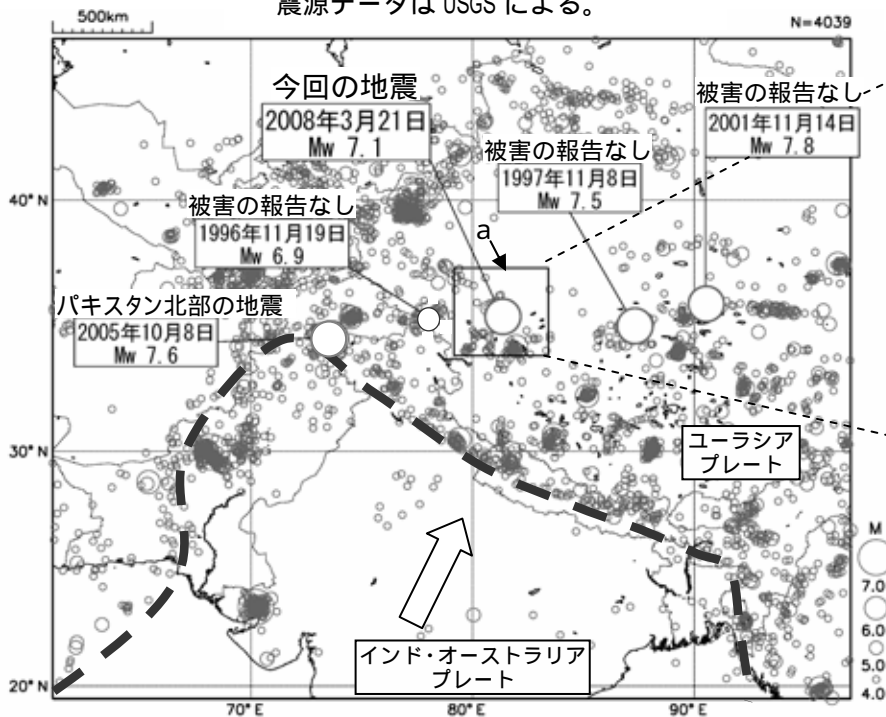 震源データは USGS による。
500km
N=4039
今回の地震
2008年3月21日
Mw 7.1
被害の報告なし
2001年11月14日
Mw 7.8
被害の報告なし
1997年11月8日
Mw 7.5
40°N
被害の報告なし
1996年11月19日
Mw 6.9
a
パキスタン北部の地震
2005年10月8日
Mw 7.6
30°N
ユーラシア
プレート
M
7.0
6.0
5.0
4.0
インド・オーストラリア
プレート
20°N
70°E
80°E
90°E